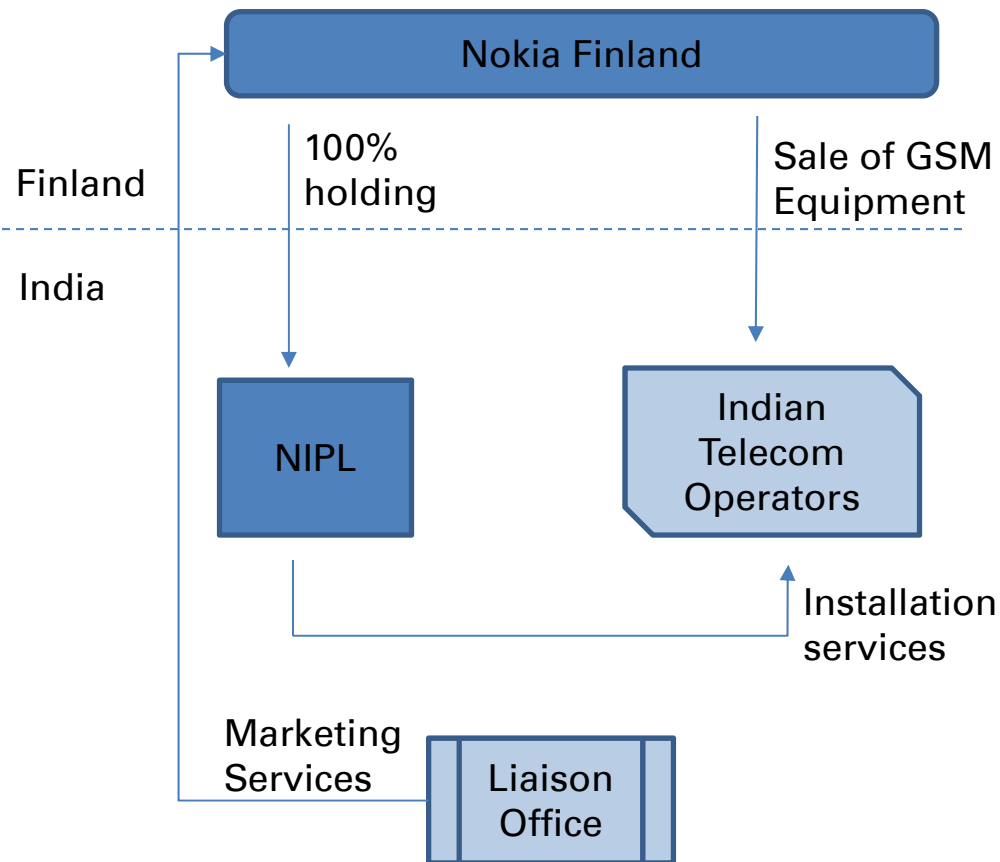 Nokia Finland
100%
holding
Sale of GSM
Equipment
Finland
India
NIPL
Indian
Telecom
Operators
Installation
services
Marketing
Services
Liaison
Office